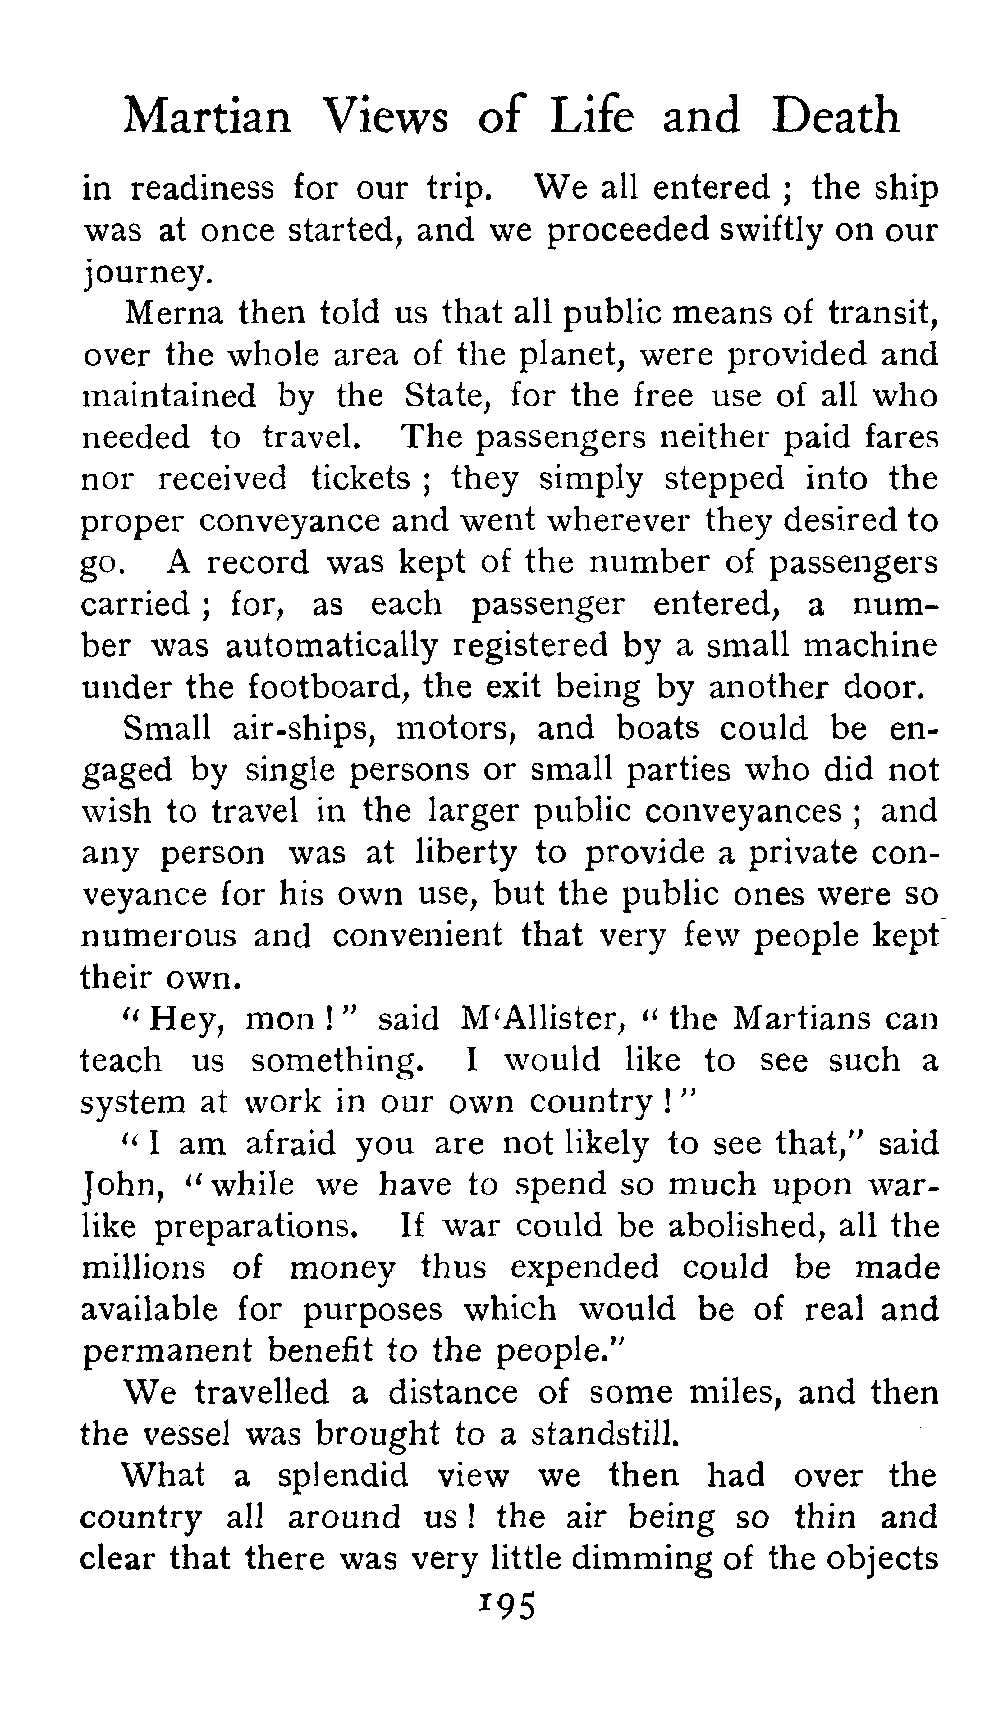 Martian Views of Life and Death
in readiness for our trip. We all entered ; the ship
was at once started, and we proceeded swiftly on our
journey.
Merna then told us that all public means of transit,
over the whole area of the planet, were provided and
maintained by the State, for the free use of all who
needed to travel. The passengers neither paid fares
nor received tickets ; they simply stepped into the
proper conveyance and went wherever they desired to
go. A record was kept of the number of passengers
carried ; for, as each passenger entered, a num-
ber was automatically registered by a small machine
under the footboard, the exit being by another door.
Small air-ships, motors, and boats could be en-
gaged by single persons or small parties who did not
wish to travel in the larger public conveyances ; and
any person was at liberty to provide a private con-
veyance for his own use, but the public ones were so
numerous and convenient that very few people kept
their own.
“ Hey, mon ! ” said M‘Allister, “ the Martians can
teach us something. I would like to see such a
system at work in our own country ! ”
“ I am afraid you are not likely to see that,” said
John, “ while we have to spend so much upon war-
like preparations. If war could be abolished, all the
millions of money thus expended could be made
available for purposes which would be of real and
permanent benefit to the people.”
We travelled a distance of some miles, and then
the vessel was brought to a standstill.
What a splendid view we then had over the
country all around us ! the air being so thin and
clear that there was very little dimming of the objects
195